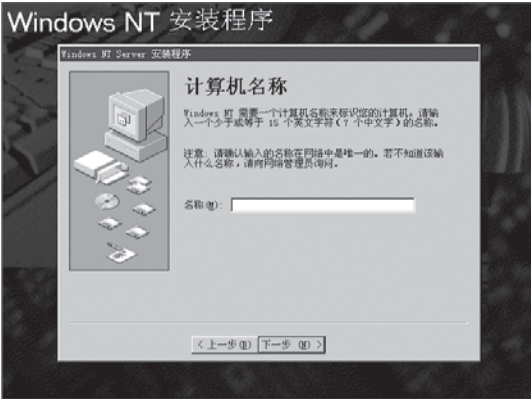 Windows NT 安装程序
Windows NT Server 安装程序
计算机名称
Windows NT 需要一个计算机名称来标识您的计算机。请输
入一个少于或等于 15 个英文字符(7 个中文字)的名称。
注意: 请确认输入的名称在网络中是唯一的。若不知道该输
入什么名称,请向网络管理员询问。
名称(M):
< 上一步(B)
下一步 (N) >